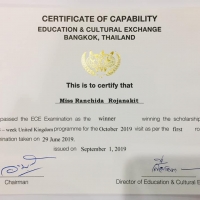 CERTIFICATE OF CAPABILITY
EDUCATION & CULTURAL EXCHANGE
BANGKOK, THAILAND
This is to certify that
Miss Ranchida Rojanakit
passed the ECE Examination as the winner winning the scholarship
– week United Kingdom programme for the October 2019 visit as per the first
mination taken on 29 June 2019.
issued on September 1, 2019
Chairman
Director of Education & Cultural E